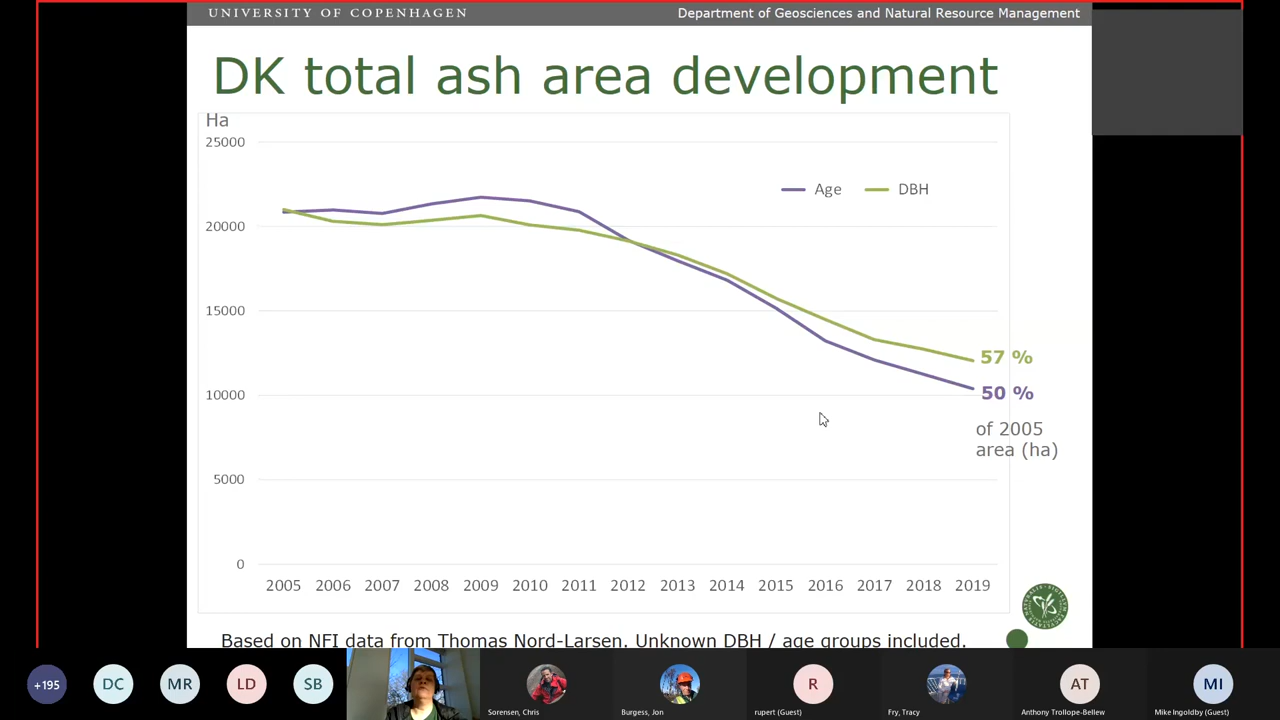 UNIVERSITY OF COPENHAGEN
Department of Geosciences and Natural Resource Management
DK total ash area development
Ha
25000
Age
DBH
20000
15000
57 %
10000
50 %
of 2005
area (ha)
5000
0
2005 2006 2007 2008 2009 2010 2011 2012 2013 2014 2015 2016 2017 2018 2019
Based on NFI data from Thomas Nord-Larsen. Unknown DBH / age groups included.
+195
DC
MR
LD
SB
Sorensen, Chris
Burgess, Jon
R
rupert (Guest)
Fry, Tracy
AT
Anthony Trollope-Bellew
MI
Mike Ingoldby (Guest)